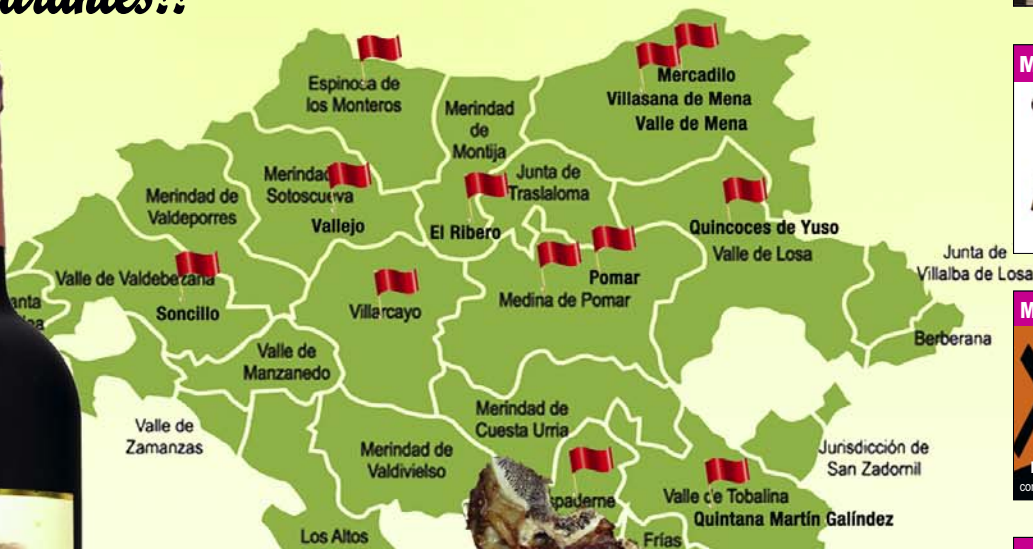 Espinosa de
los Monteros
Merindad
de
Montija
Mercadilo
Villasana de Mena
Valle de Mena
Merindad
Sotoscueva
Vallejo
Junta de
Traslaloma
El Ribero
Merindad de
Valdeporres
Quincoces de Yuso
Valle de Losa
Junta de
Villalba de Losa
Valle de Valdebezana
Soncillo
Villarcayo
Pomar
Medina de Pomar
Berberana
Valle de
Manzanedo
Valle de
Zamanzas
Merindad de
Cuesta Urria
Merindad de
Valdivielso
Jurisdicción de
San Zadornil
paderne
Valle de Tobalina
Quintana Martín Galíndez
Los Altos
Frías